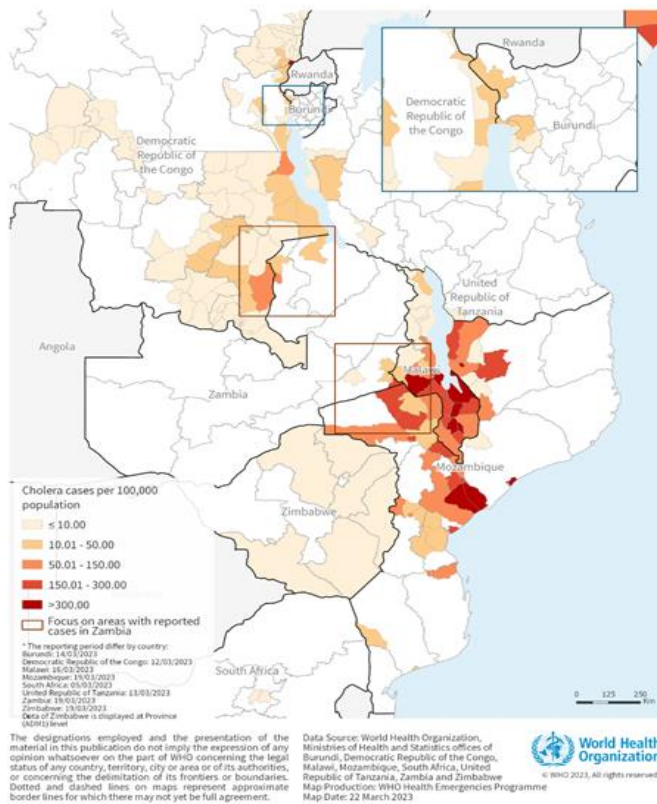 Rwanda
Burundi
Democratic
Republic of
the Congo
Rwanda
Democratic
Republic of
the Congo
Burundi
United
Republic of
Tanzania
Angola
Malawi
Zambia
Mozambique
Zimbabwe
South Africa
Cholera cases per 100,000
population
≤ 10.00
10.01 - 50.00
50.01 - 150.00
150.01 - 300.00
>300.00
Focus on areas with reported
cases in Zambia
* The reporting period differ by country:
Burundi: 14/03/2023
Democratic Republic of the Congo: 12/03/2023
Malawi: 16/03/2023
Mozambique: 19/03/2023
South Africa: 05/03/2023
United Republic of Tanzania: 13/03/2023
Zambia: 19/03/2023
Zimbabwe: 19/03/2023
Data of Zimbabwe is displayed at Province
(ADM1) level
0 125 250
Km
The designations employed and the presentation of the
material in this publication do not imply the expression of any
opinion whatsoever on the part of WHO concerning the legal
status of any country, territory, city or area of its authorities,
or concerning the delimitation of its frontiers or boundaries.
Dotted and dashed lines on maps represent approximate
border lines for which there may not yet be full agreement.
Data Source: World Health Organization,
Ministries of Health and Statistics offices of
Burundi, Democratic Republic of the Congo,
Malawi, Mozambique, South Africa, United
Republic of Tanzania, Zambia and Zimbabwe
Map Production: WHO Health Emergencies Programme
Map Date: 22 March 2023
World Health
Organization
© WHO 2023, All rights reserved.